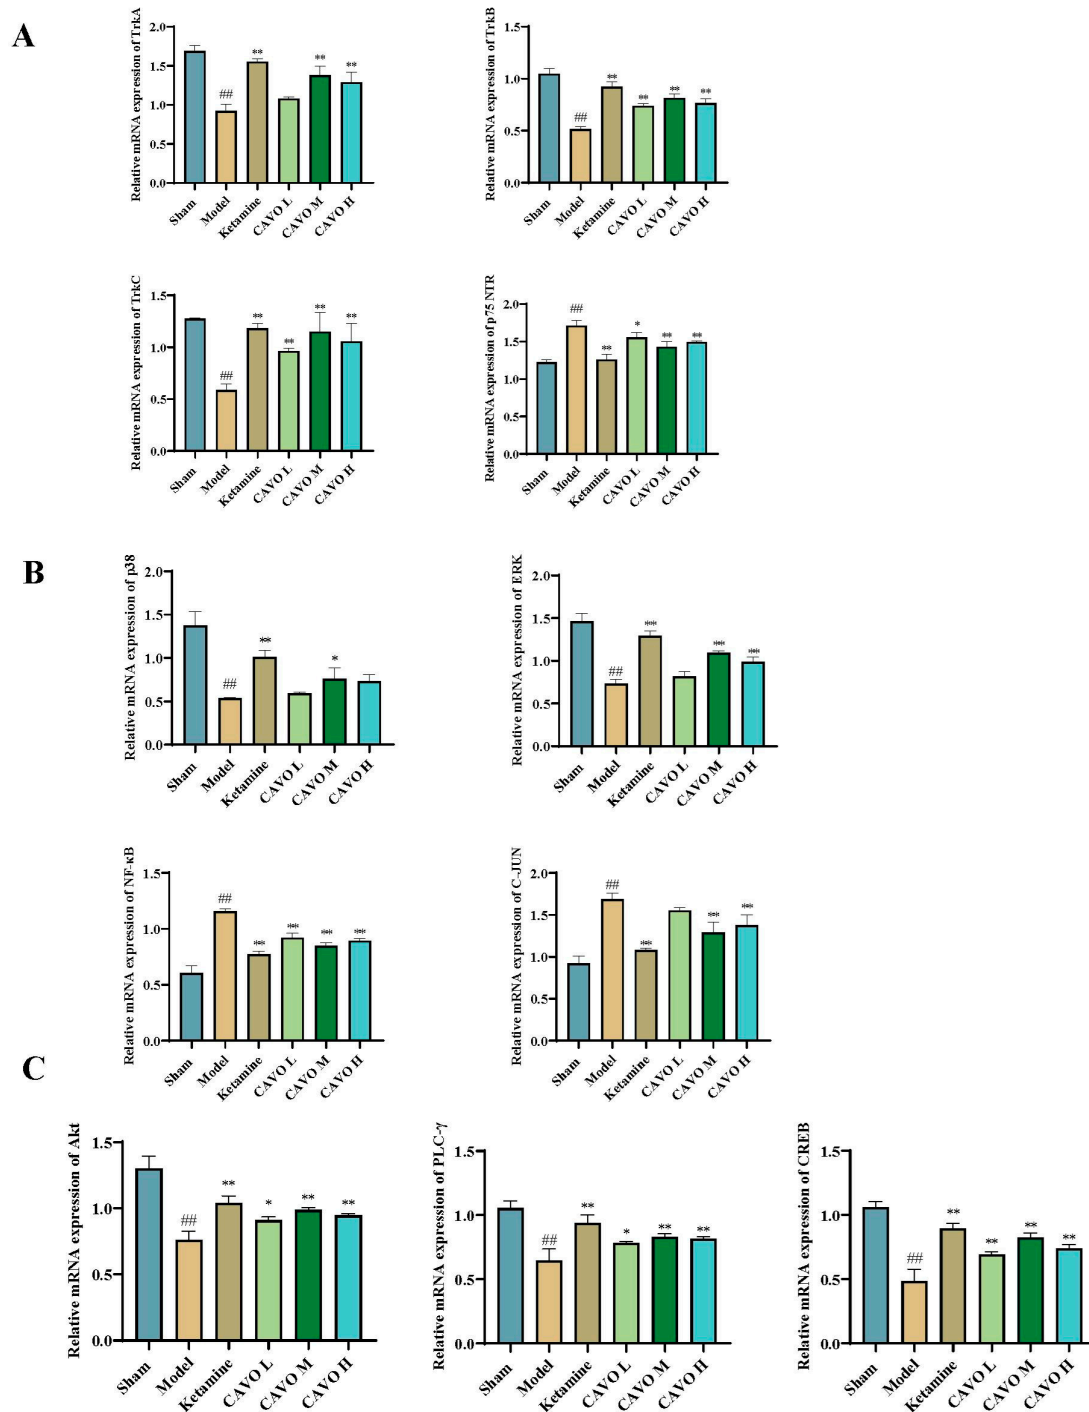 A
Relative mRNA expression of TrkA
2.0
1.5
1.0
0.5
0.0
## ** ** **
Sham Model Ketamine CAVO L CAVO M CAVO H
Relative mRNA expression of TrkB
1.5
1.0
0.5
0.0
## ** ** ** **
Sham Model Ketamine CAVO L CAVO M CAVO H
Relative mRNA expression of TrkC
1.5
1.0
0.5
0.0
## ** ** ** **
Sham Model Ketamine CAVO L CAVO M CAVO H
Relative mRNA expression of p75 NTR
2.0
1.5
1.0
0.5
0.0
## ** * ** **
Sham Model Ketamine CAVO L CAVO M CAVO H
B
Relative mRNA expression of p38
2.0
1.5
1.0
0.5
0.0
## ** *
Sham Model Ketamine CAVO L CAVO M CAVO H
Relative mRNA expression of ERK
2.0
1.5
1.0
0.5
0.0
## ** ** **
Sham Model Ketamine CAVO L CAVO M CAVO H
Relative mRNA expression of NF-κB
1.5
1.0
0.5
0.0
## ** ** ** **
Sham Model Ketamine CAVO L CAVO M CAVO H
Relative mRNA expression of C-JUN
2.0
1.5
1.0
0.5
0.0
## ** ** **
Sham Model Ketamine CAVO L CAVO M CAVO H
C
Relative mRNA expression of Akt
1.5
1.0
0.5
0.0
## ** * ** **
Sham Model Ketamine CAVO L CAVO M CAVO H
Relative mRNA expression of PLC-γ
1.5
1.0
0.5
0.0
## ** * ** **
Sham Model Ketamine CAVO L CAVO M CAVO H
Relative mRNA expression of CREB
1.5
1.0
0.5
0.0
## ** ** ** **
Sham Model Ketamine CAVO L CAVO M CAVO H